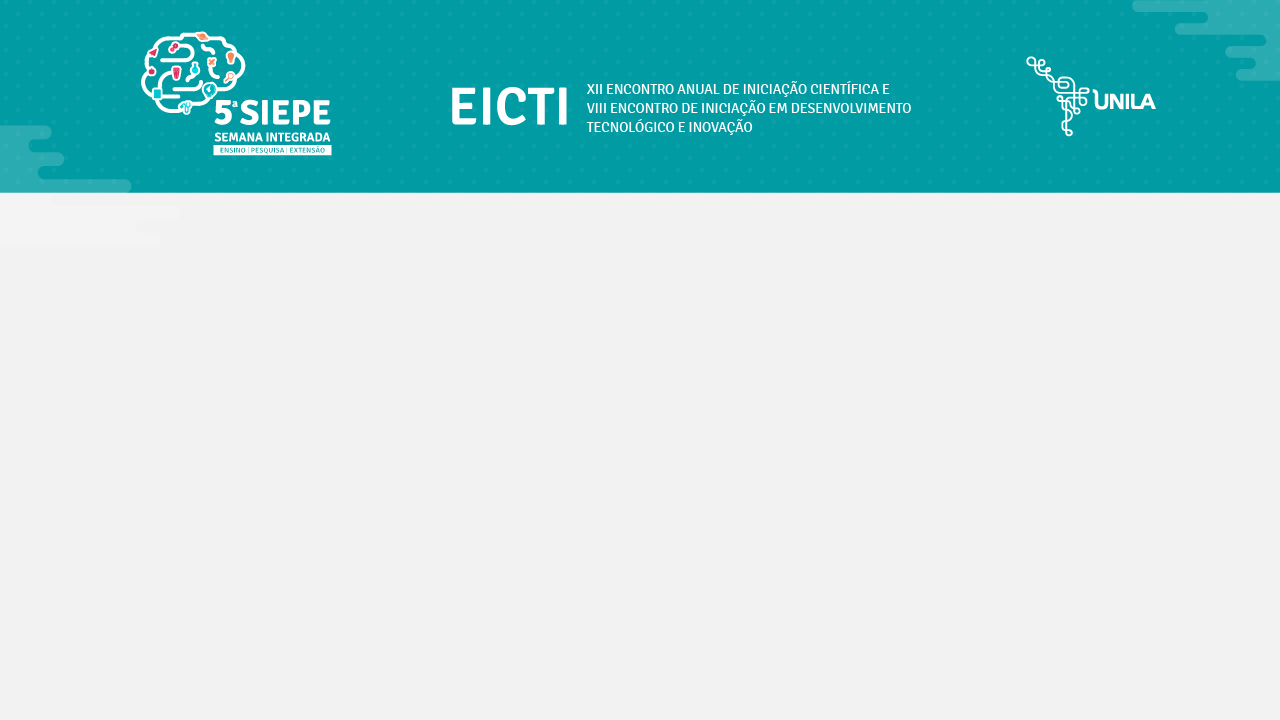 5ª SIEPE
SEMANA INTEGRADA
ENSINO | PESQUISA | EXTENSÃO
EICTI
XII ENCONTRO ANUAL DE INICIAÇÃO CIENTÍFICA E
VIII ENCONTRO DE INICIAÇÃO EM DESENVOLVIMENTO
TECNOLÓGICO E INOVAÇÃO
UNILA